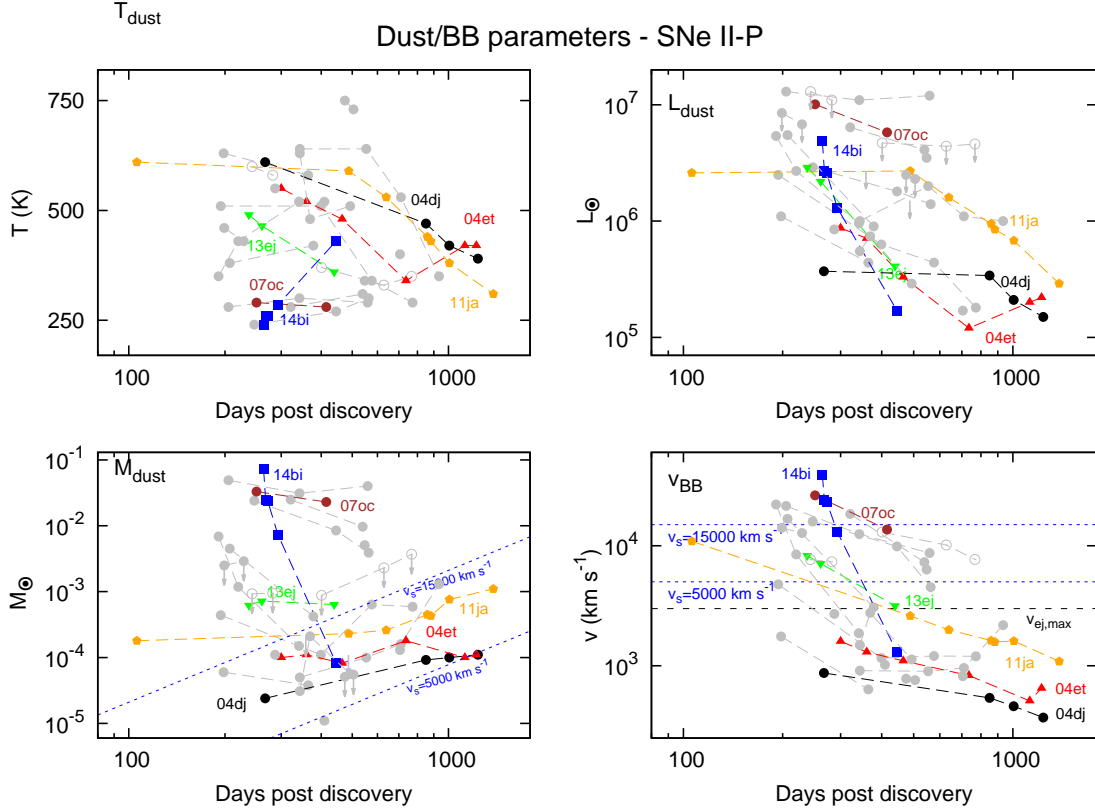 T_dust
Dust/BB parameters - SNe II-P
750
500
250
T (K)
100
1000
Days post discovery
04dj
04et
13ej
07oc
14bi
11ja
L_dust
10^7
10^6
10^5
L_⊙
100
1000
Days post discovery
07oc
14bi
11ja
13ej
04dj
04et
M_dust
10^-1
10^-2
10^-3
10^-4
10^-5
M_⊙
100
1000
Days post discovery
14bi
07oc
v_s=15000 km s^-1
13ej
11ja
04et
v_s=5000 km s^-1
04dj
v_BB
10^4
10^3
v (km s^-1)
100
1000
Days post discovery
14bi
07oc
v_s=15000 km s^-1
v_s=5000 km s^-1
13ej
v_ej,max
11ja
04et
04dj